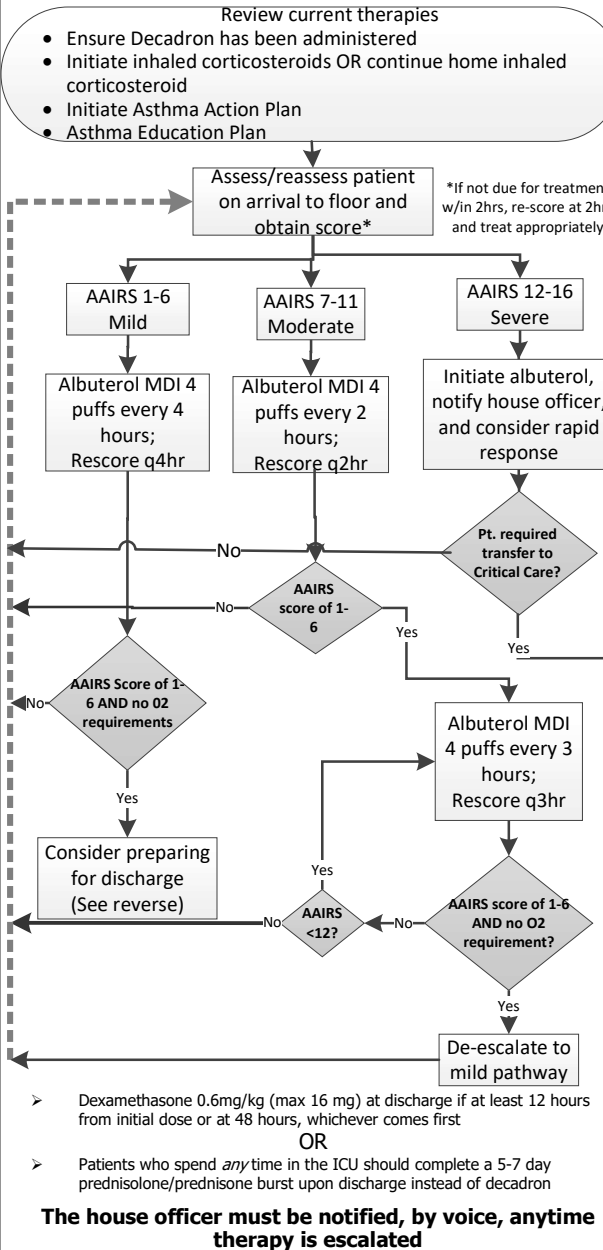 Review current therapies
• Ensure Decadron has been administered
• Initiate inhaled corticosteroids OR continue home inhaled
corticosteroid
• Initiate Asthma Action Plan
• Asthma Education Plan
Assess/reassess patient
on arrival to floor and
obtain score*
*If not due for treatmen
w/in 2hrs, re-score at 2hr
and treat appropriately
AAIRS 1-6
Mild
AAIRS 7-11
Moderate
AAIRS 12-16
Severe
Albuterol MDI 4
puffs every 4
hours;
Rescore q4hr
Albuterol MDI 4
puffs every 2
hours;
Rescore q2hr
Initiate albuterol,
notify house officer,
and consider rapid
response
Pt. required
transfer to
Critical Care?
No
Yes
AAIRS
score of 1-
6
No
Yes
AAIRS Score of 1-
6 AND no 02
requirements
No
Yes
Albuterol MDI
4 puffs every 3
hours;
Rescore q3hr
Consider preparing
for discharge
(See reverse)
Yes
AAIRS
<12?
No
AAIRS score of 1-6
AND no O2
requirement?
No
Yes
De-escalate to
mild pathway
➢ Dexamethasone 0.6mg/kg (max 16 mg) at discharge if at least 12 hours
from initial dose or at 48 hours, whichever comes first
OR
➢ Patients who spend any time in the ICU should complete a 5-7 day
prednisolone/prednisone burst upon discharge instead of decadron
The house officer must be notified, by voice, anytime
therapy is escalated